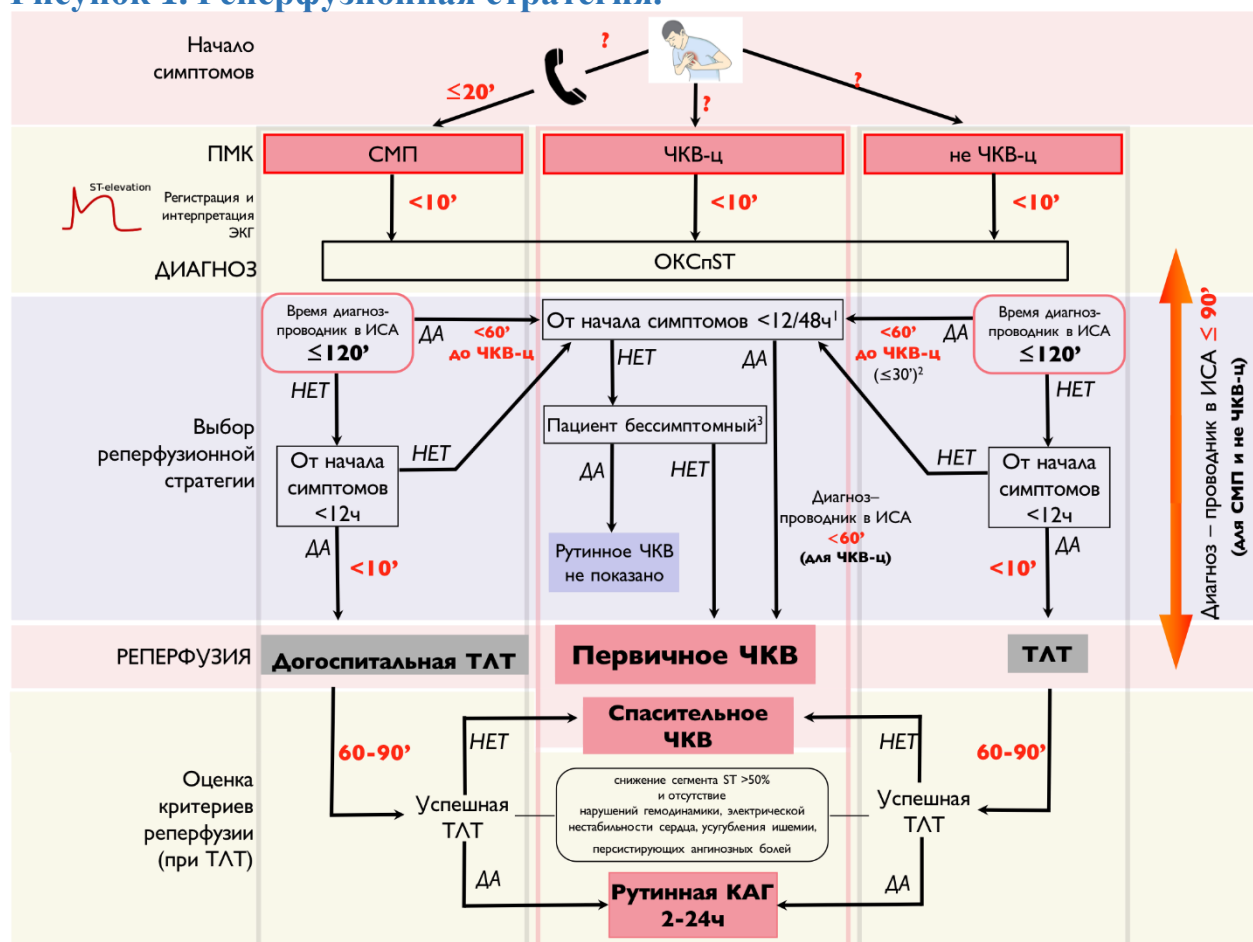 Рисунок 1. Реперфузионная стратегия.
Начало
симптомов
?
?
?
≤20’
ПМК
СМП
ЧКВ-ц
не ЧКВ-ц
ST-elevation
Регистрация и
интерпретация
ЭКГ
<10’
<10’
<10’
ДИАГНОЗ
ОКСпST
Время диагноз-
проводник в ИСА
≤120’
ДА
<60’
до ЧКВ-ц
От начала симптомов <12/48ч¹
<60’
до ЧКВ-ц
(≤30’)²
ДА
Время диагноз-
проводник в ИСА
≤120’
НЕТ
НЕТ
ДА
НЕТ
Выбор
реперфузионной
стратегии
Пациент бессимптомный³
От начала
симптомов
<12ч
НЕТ
ДА
НЕТ
НЕТ
От начала
симптомов
<12ч
Диагноз–
проводник в ИСА
<60’
(для ЧКВ-ц)
ДА
<10’
Рутинное ЧКВ
не показано
ДА
<10’
Диагноз – проводник в ИСА ≤ 90’
(для СМП и не ЧКВ-ц)
РЕПЕРФУЗИЯ
Догоспитальная ТЛТ
Первичное ЧКВ
ТЛТ
Спасительное
ЧКВ
60-90’
НЕТ
НЕТ
60-90’
Оценка
критериев
реперфузии
(при ТЛТ)
Успешная
ТЛТ
снижение сегмента ST >50%
и отсутствие
нарушений гемодинамики, электрической
нестабильности сердца, усугубления ишемии,
персистирующих ангинозных болей
Успешная
ТЛТ
ДА
Рутинная КАГ
2-24ч
ДА